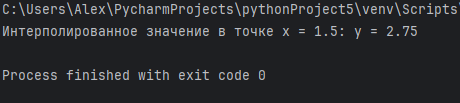 C:\Users\Alex\PycharmProjects\pythonProject5\venv\Scripts
Интерполированное значение в точке x = 1.5: y = 2.75
Process finished with exit code 0